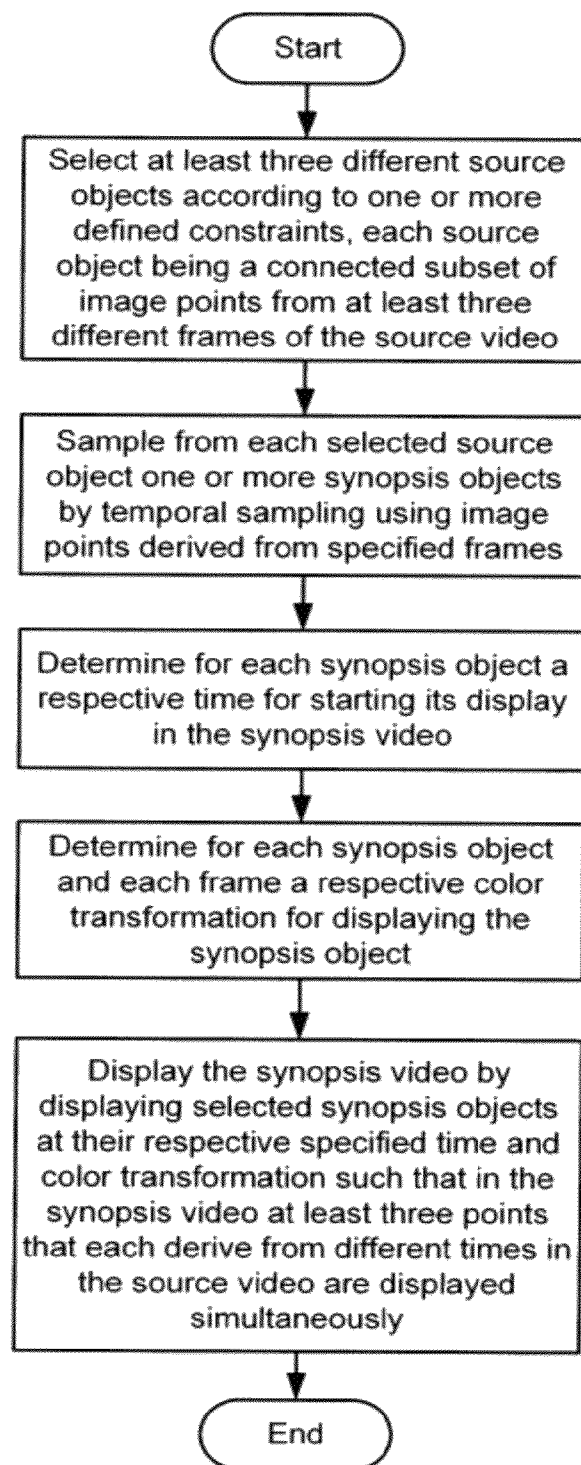 Start
Select at least three different source
objects according to one or more
defined constraints, each source
object being a connected subset of
image points from at least three
different frames of the source video
Sample from each selected source
object one or more synopsis objects
by temporal sampling using image
points derived from specified frames
Determine for each synopsis object a
respective time for starting its display
in the synopsis video
Determine for each synopsis object
and each frame a respective color
transformation for displaying the
synopsis object
Display the synopsis video by
displaying selected synopsis objects
at their respective specified time and
color transformation such that in the
synopsis video at least three points
that each derive from different times in
the source video are displayed
simultaneously
End